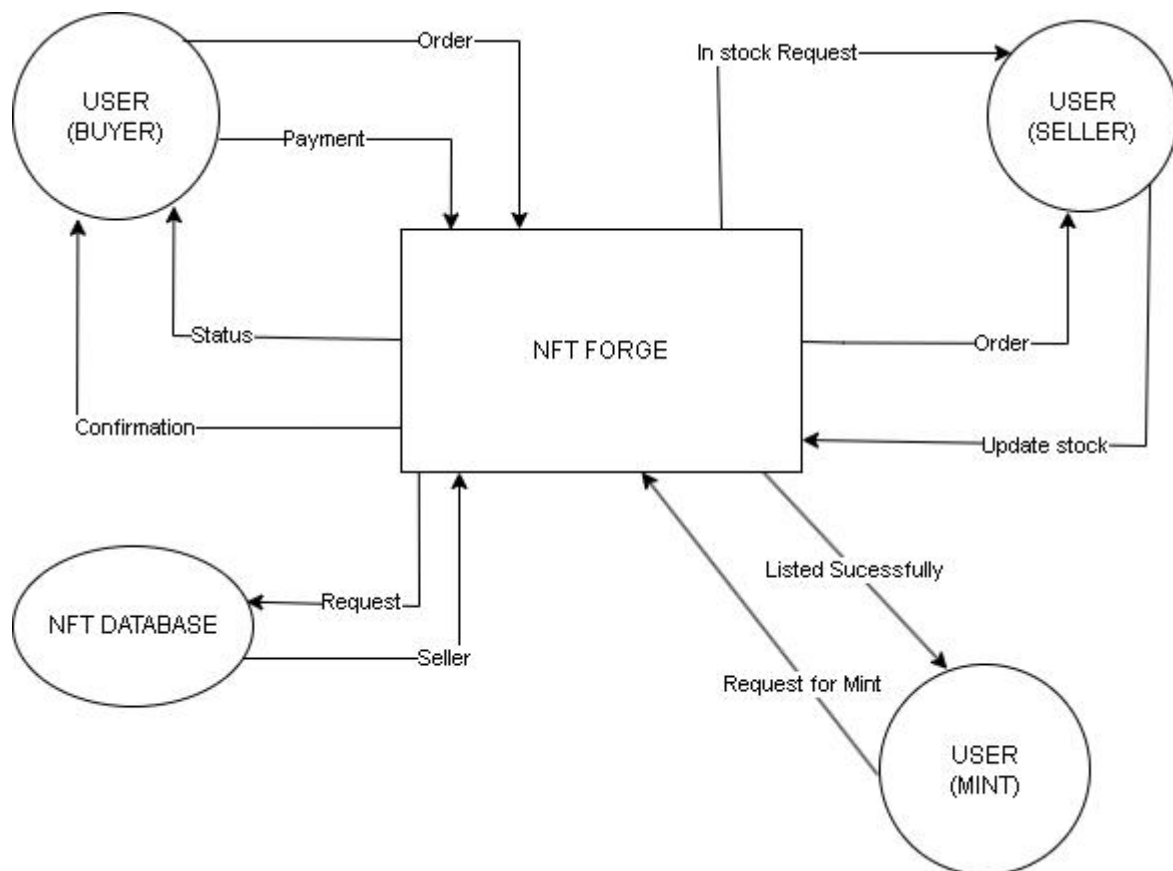 Order
In stock Request
USER
(BUYER)
USER
(SELLER)
Payment
Status
NFT FORGE
Order
Confirmation
Update stock
Listed Sucessfully
Request
NFT DATABASE
Seller
Request for Mint
USER
(MINT)